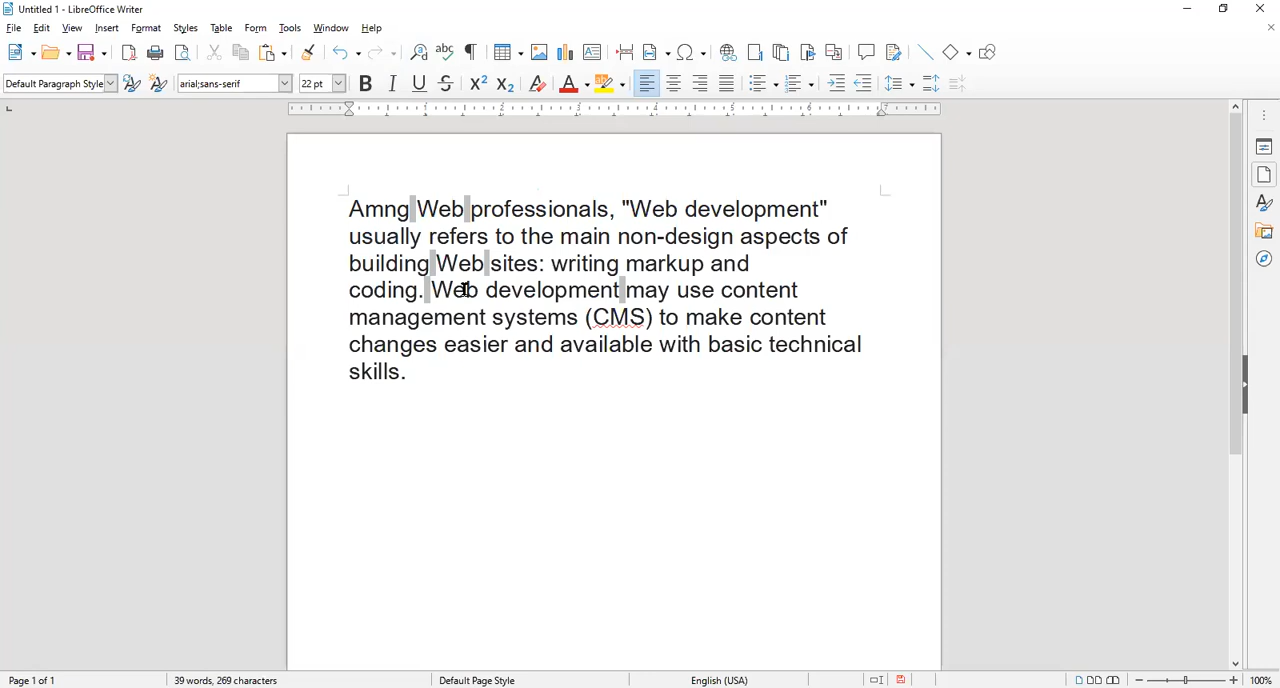 Untitled 1 - LibreOffice Writer
File Edit View Insert Format Styles Table Form Tools Window Help
Default Paragraph Style arial;sans-serif 22 pt
Amng Web professionals, "Web development"
usually refers to the main non-design aspects of
building Web sites: writing markup and
coding. Web development may use content
management systems (CMS) to make content
changes easier and available with basic technical
skills.
Page 1 of 1 39 words, 269 characters Default Page Style English (USA) 100%